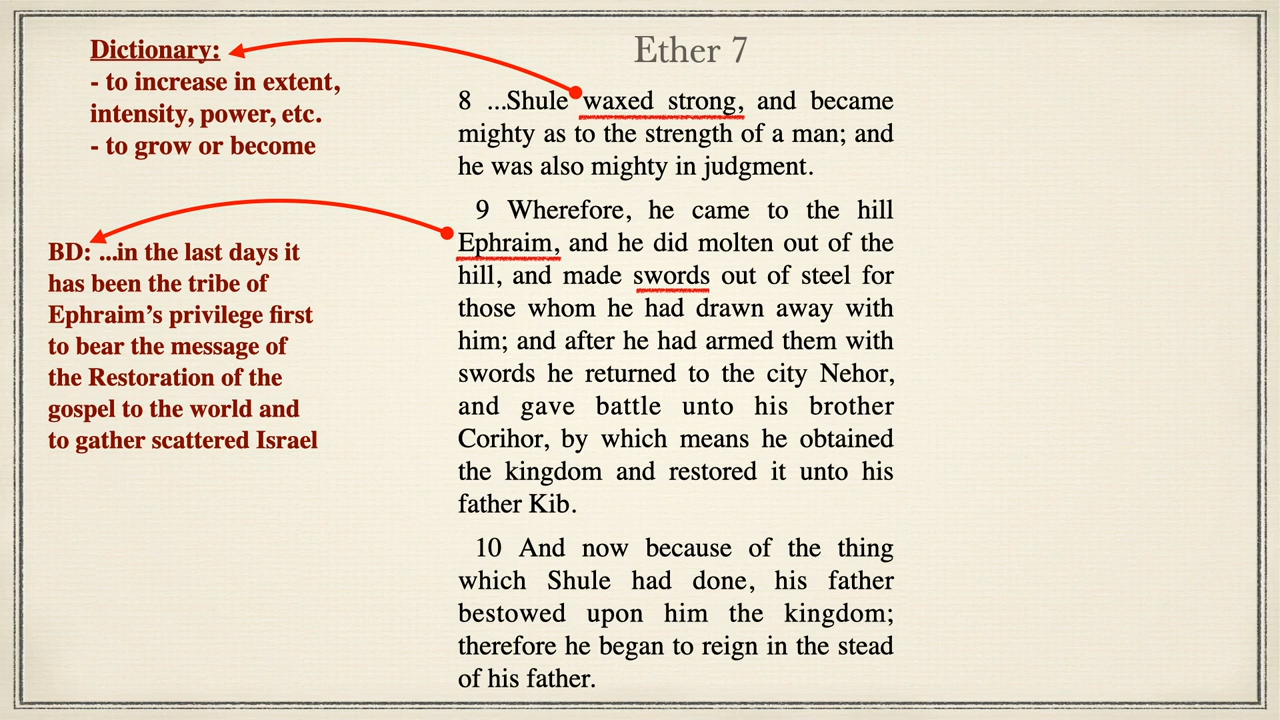 Dictionary:
- to increase in extent,
intensity, power, etc.
- to grow or become
BD: ...in the last days it
has been the tribe of
Ephraim’s privilege first
to bear the message of
the Restoration of the
gospel to the world and
to gather scattered Israel
Ether 7
8 ...Shule waxed strong, and became
mighty as to the strength of a man; and
he was also mighty in judgment.
9 Wherefore, he came to the hill
Ephraim, and he did molten out of the
hill, and made swords out of steel for
those whom he had drawn away with
him; and after he had armed them with
swords he returned to the city Nehor,
and gave battle unto his brother
Corihor, by which means he obtained
the kingdom and restored it unto his
father Kib.
10 And now because of the thing
which Shule had done, his father
bestowed upon him the kingdom;
therefore he began to reign in the stead
of his father.